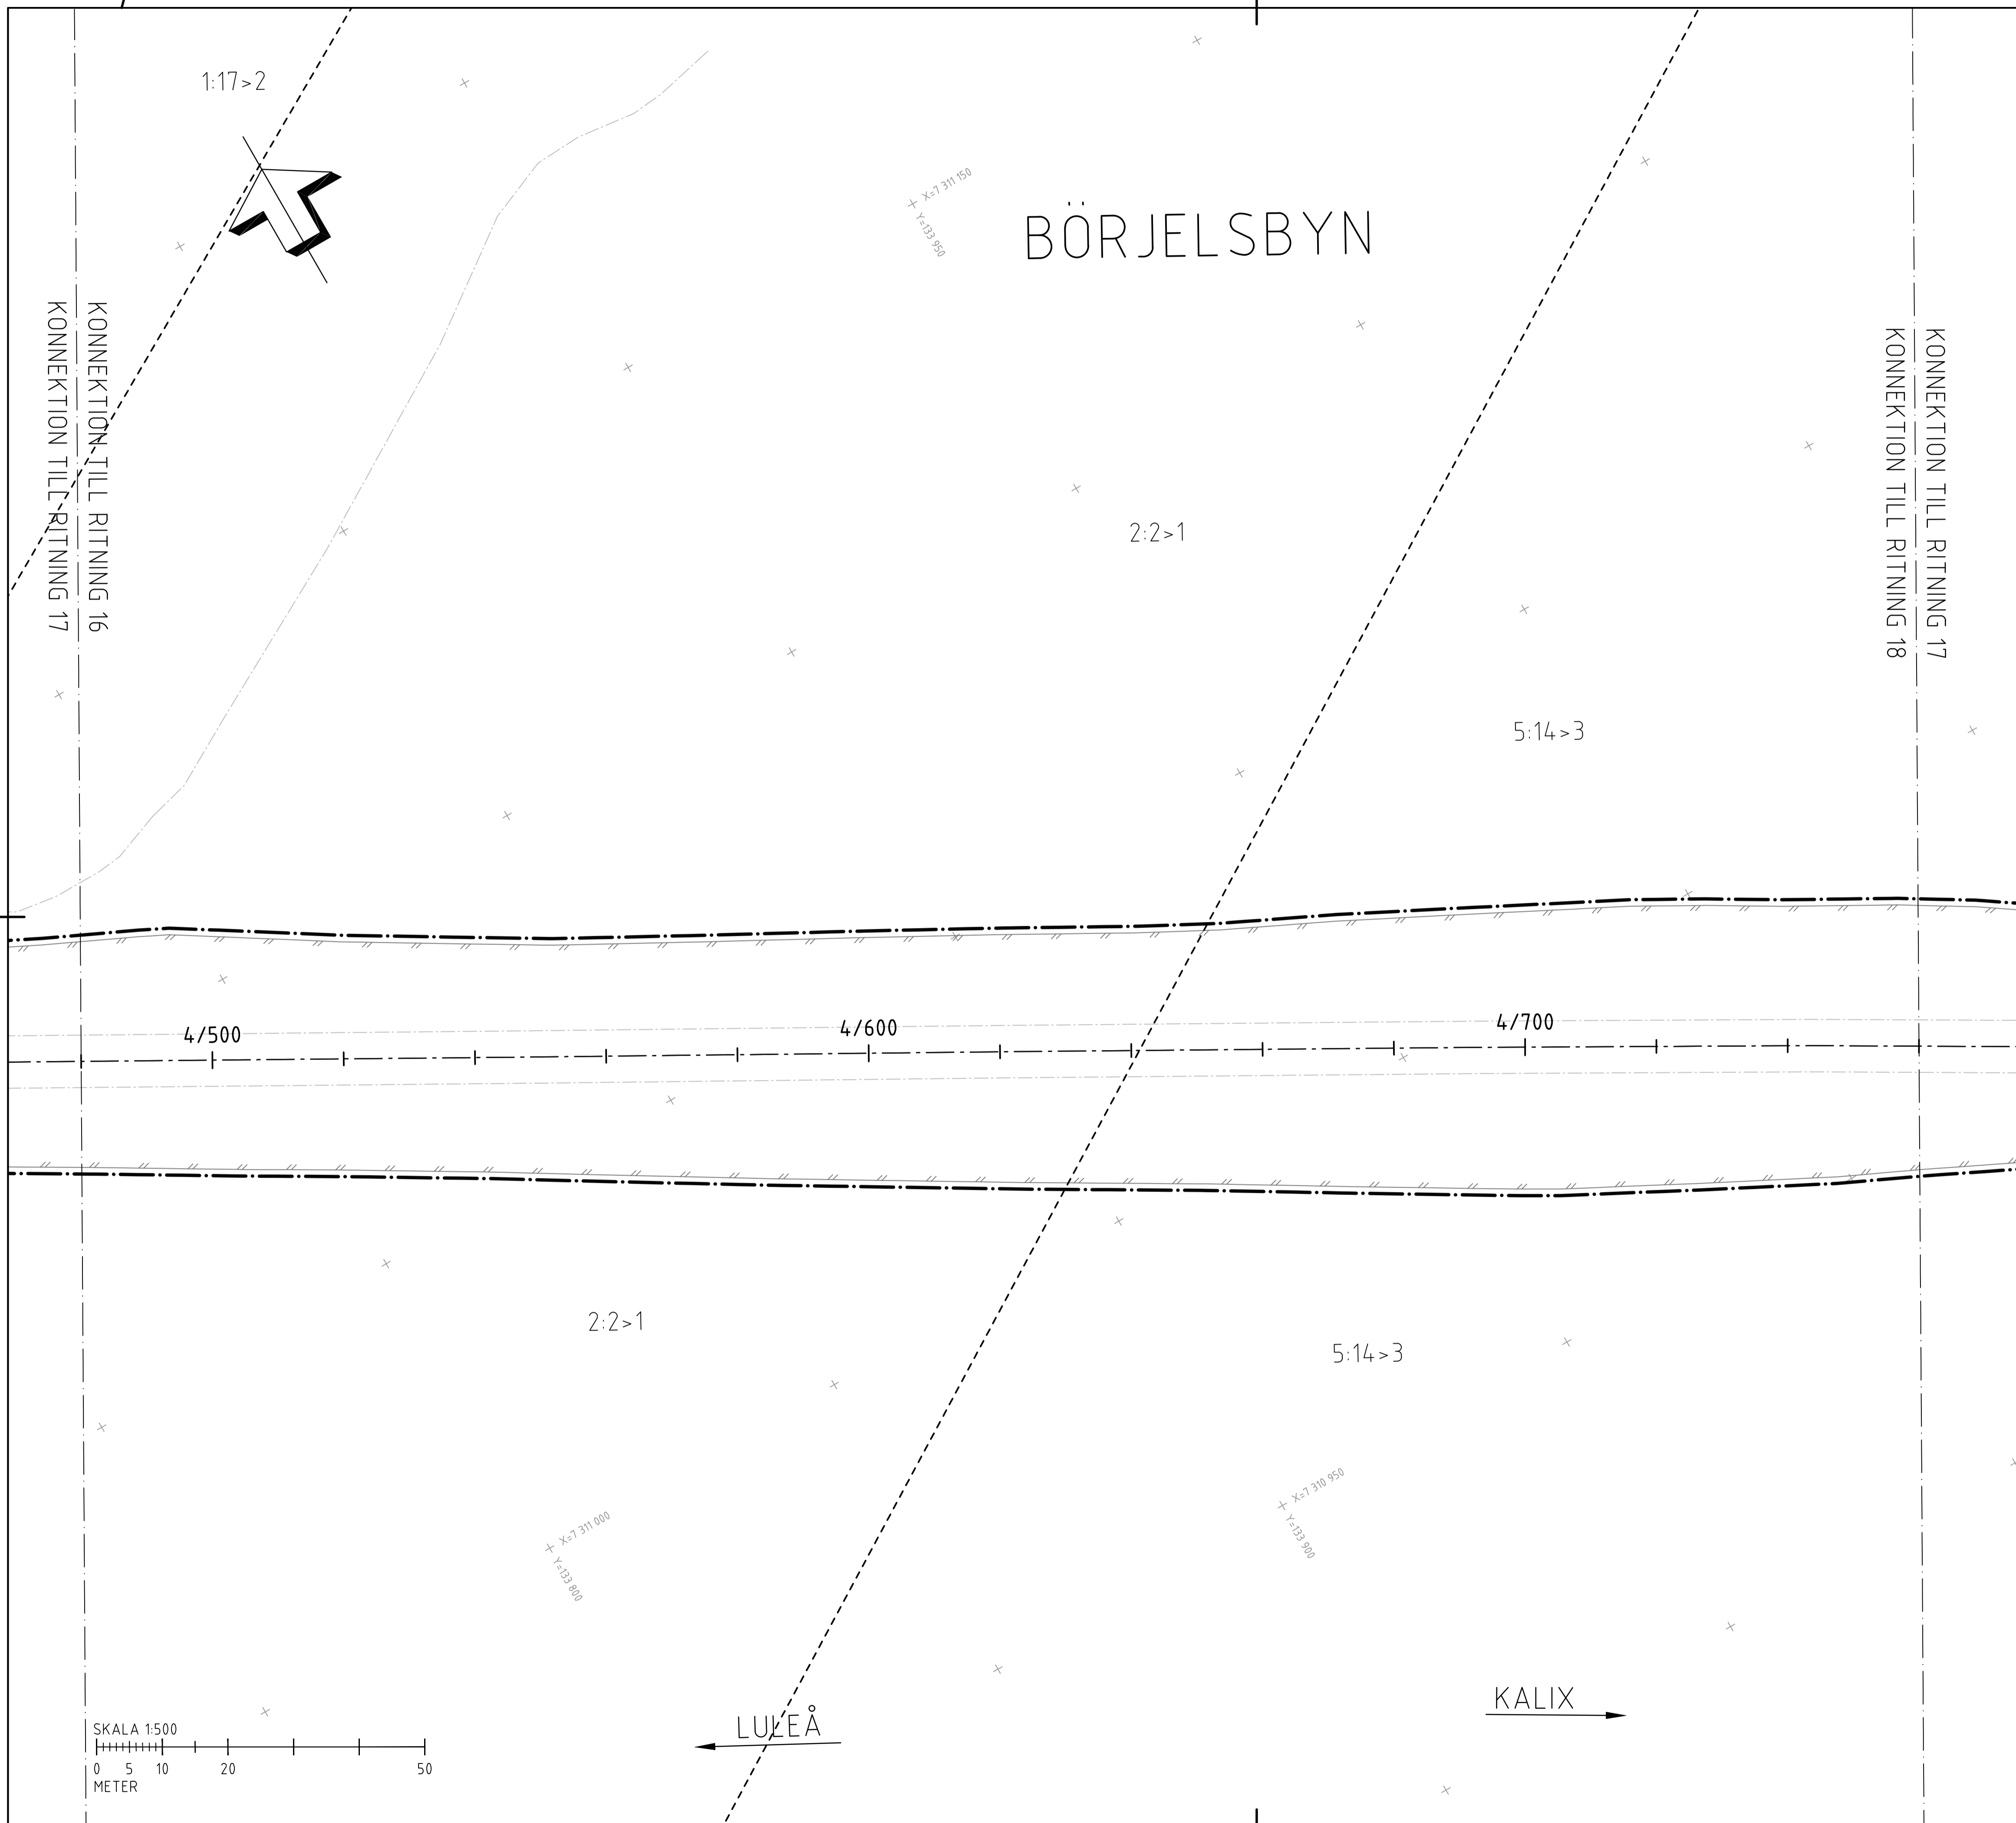 1:17>2
X=7 311 150
Y=133 950
BÖRJELSBYN
KONNEKTION TILL RITNING 16
KONNEKTION TILL RITNING 17
KONNEKTION TILL RITNING 17
KONNEKTION TILL RITNING 18
2:2>1
5:14>3
4/500
4/600
4/700
2:2>1
5:14>3
X=7 310 950
Y=133 900
X=7 311 000
Y=133 800
KALIX
LULEÅ
SKALA 1:500
0 5 10 20 50
METER